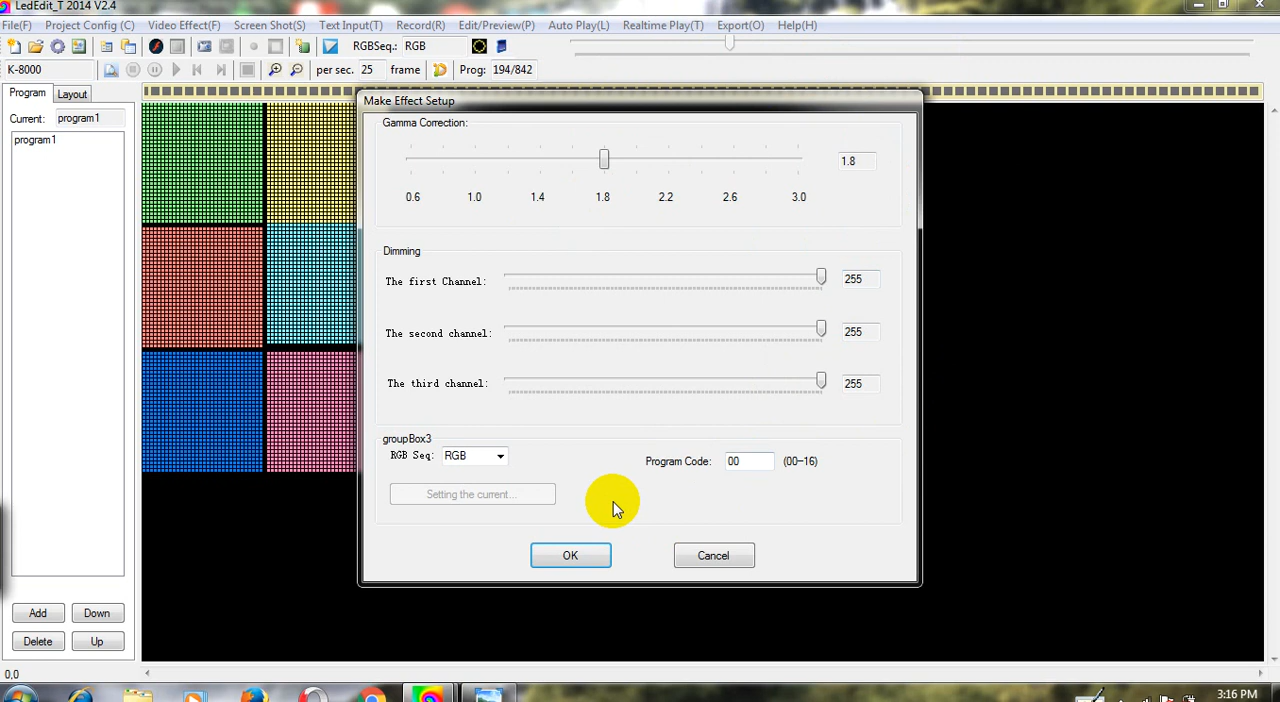 LedEdit_T 2014 V2.4
File(F) Project Config (C) Video Effect(F) Screen Shot(S) Text Input(T) Record(R) Edit/Preview(P) Auto Play(L) Realtime Play(T) Export(O) Help(H)
RGBSeq.: RGB
K-8000 per sec. 25 frame Prog: 194/842
Program Layout
Current: program1
program1
Make Effect Setup
Gamma Correction:
1.8
0.6 1.0 1.4 1.8 2.2 2.6 3.0
Dimming
The first Channel: 255
The second channel: 255
The third channel: 255
groupBox3
RGB Seq: RGB Program Code: 00 (00-16)
Setting the current...
OK Cancel
Add Down
Delete Up
0,0
3:16 PM